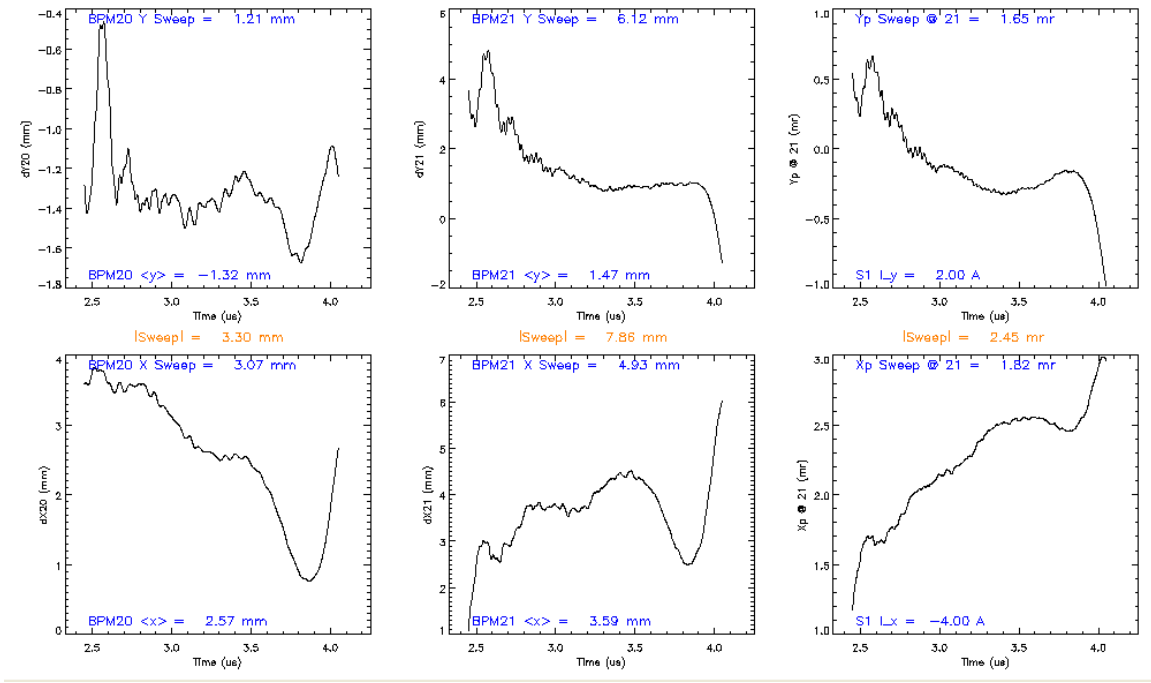 BPM20 Y Sweep = 1.21 mm
dY20 (mm)
-0.4
-0.6
-0.8
-1.0
-1.2
-1.4
-1.6
-1.8
BPM20 <y> = -1.32 mm
2.5 3.0 3.5 4.0
Time (us)
BPM21 Y Sweep = 6.12 mm
dY21 (mm)
6
4
2
0
-2
BPM21 <y> = 1.47 mm
2.5 3.0 3.5 4.0
Time (us)
Yp Sweep @ 21 = 1.65 mr
Yp @ 21 (mr)
1.0
0.5
0.0
-0.5
-1.0
S1 I_y = 2.00 A
2.5 3.0 3.5 4.0
Time (us)
|Sweep| = 3.30 mm
|Sweep| = 7.86 mm
|Sweep| = 2.45 mr
BPM20 X Sweep = 3.07 mm
dX20 (mm)
4
3
2
1
0
BPM20 <x> = 2.57 mm
2.5 3.0 3.5 4.0
Time (us)
BPM21 X Sweep = 4.93 mm
dX21 (mm)
7
6
5
4
3
2
1
BPM21 <x> = 3.59 mm
2.5 3.0 3.5 4.0
Time (us)
Xp Sweep @ 21 = 1.82 mr
Xp @ 21 (mr)
3.0
2.5
2.0
1.5
1.0
S1 I_x = -4.00 A
2.5 3.0 3.5 4.0
Time (us)